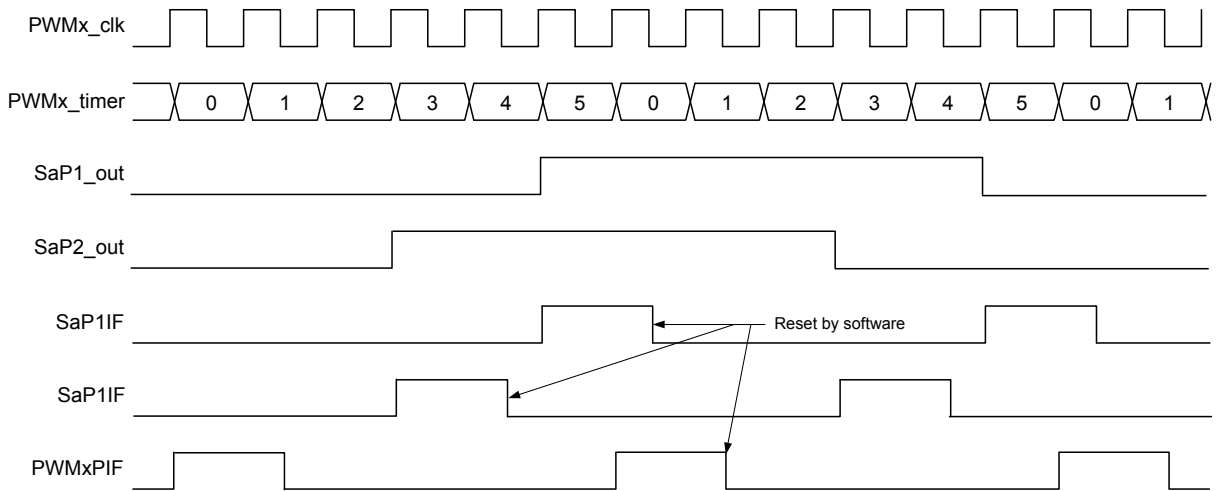 PWMx_clk
PWMx_timer 0 1 2 3 4 5 0 1 2 3 4 5 0 1
SaP1_out
SaP2_out
SaP1IF Reset by software
SaP1IF
PWMxPIF